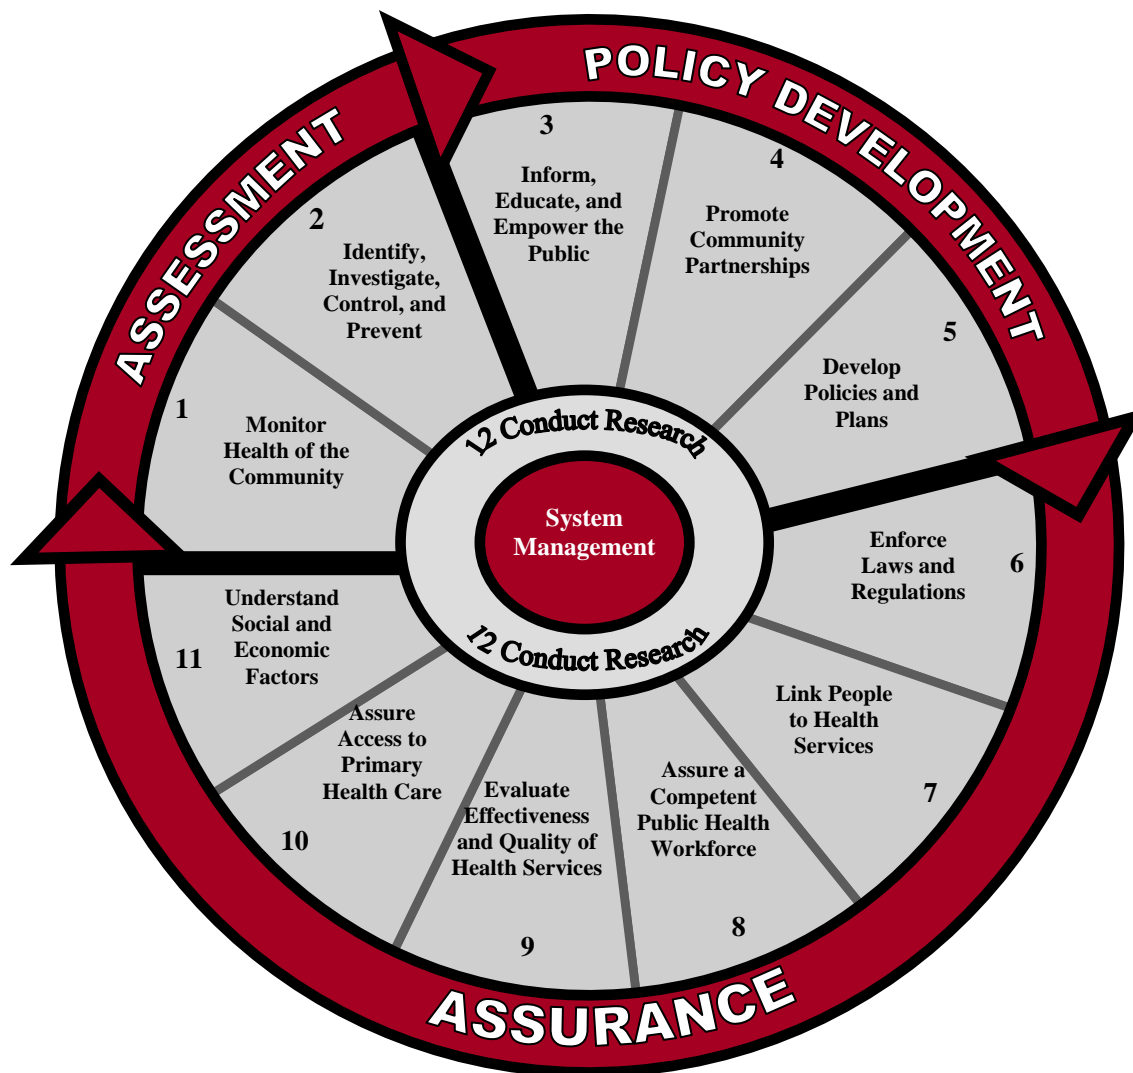 POLICY DEVELOPMENT
ASSESSMENT
3
Inform,
Educate, and
Empower the
Public
4
Promote
Community
Partnerships
2
Identify,
Investigate,
Control, and
Prevent
5
Develop
Policies and
Plans
1
Monitor
Health of the
Community
12 Conduct Research
System
Management
12 Conduct Research
6
Enforce
Laws and
Regulations
11
Understand
Social and
Economic
Factors
7
Link People
to Health
Services
10
Assure
Access to
Primary
Health Care
9
Evaluate
Effectiveness
and Quality of
Health Services
8
Assure a
Competent
Public Health
Workforce
ASSURANCE